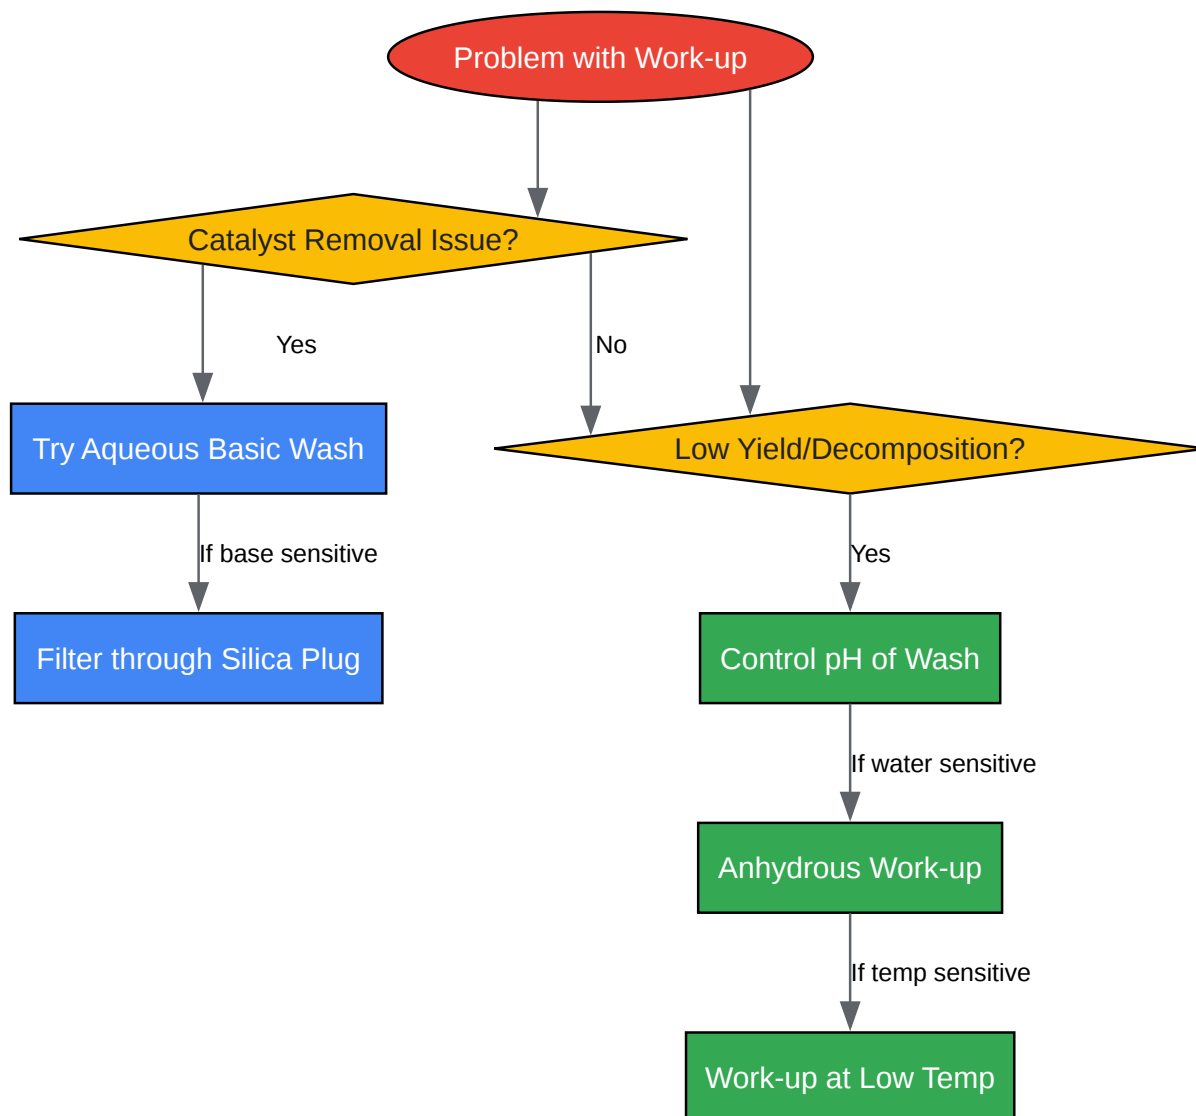 Problem with Work-up
Catalyst Removal Issue?
Yes
No
Try Aqueous Basic Wash
Low Yield/Decomposition?
If base sensitive
Yes
Filter through Silica Plug
Control pH of Wash
If water sensitive
Anhydrous Work-up
If temp sensitive
Work-up at Low Temp